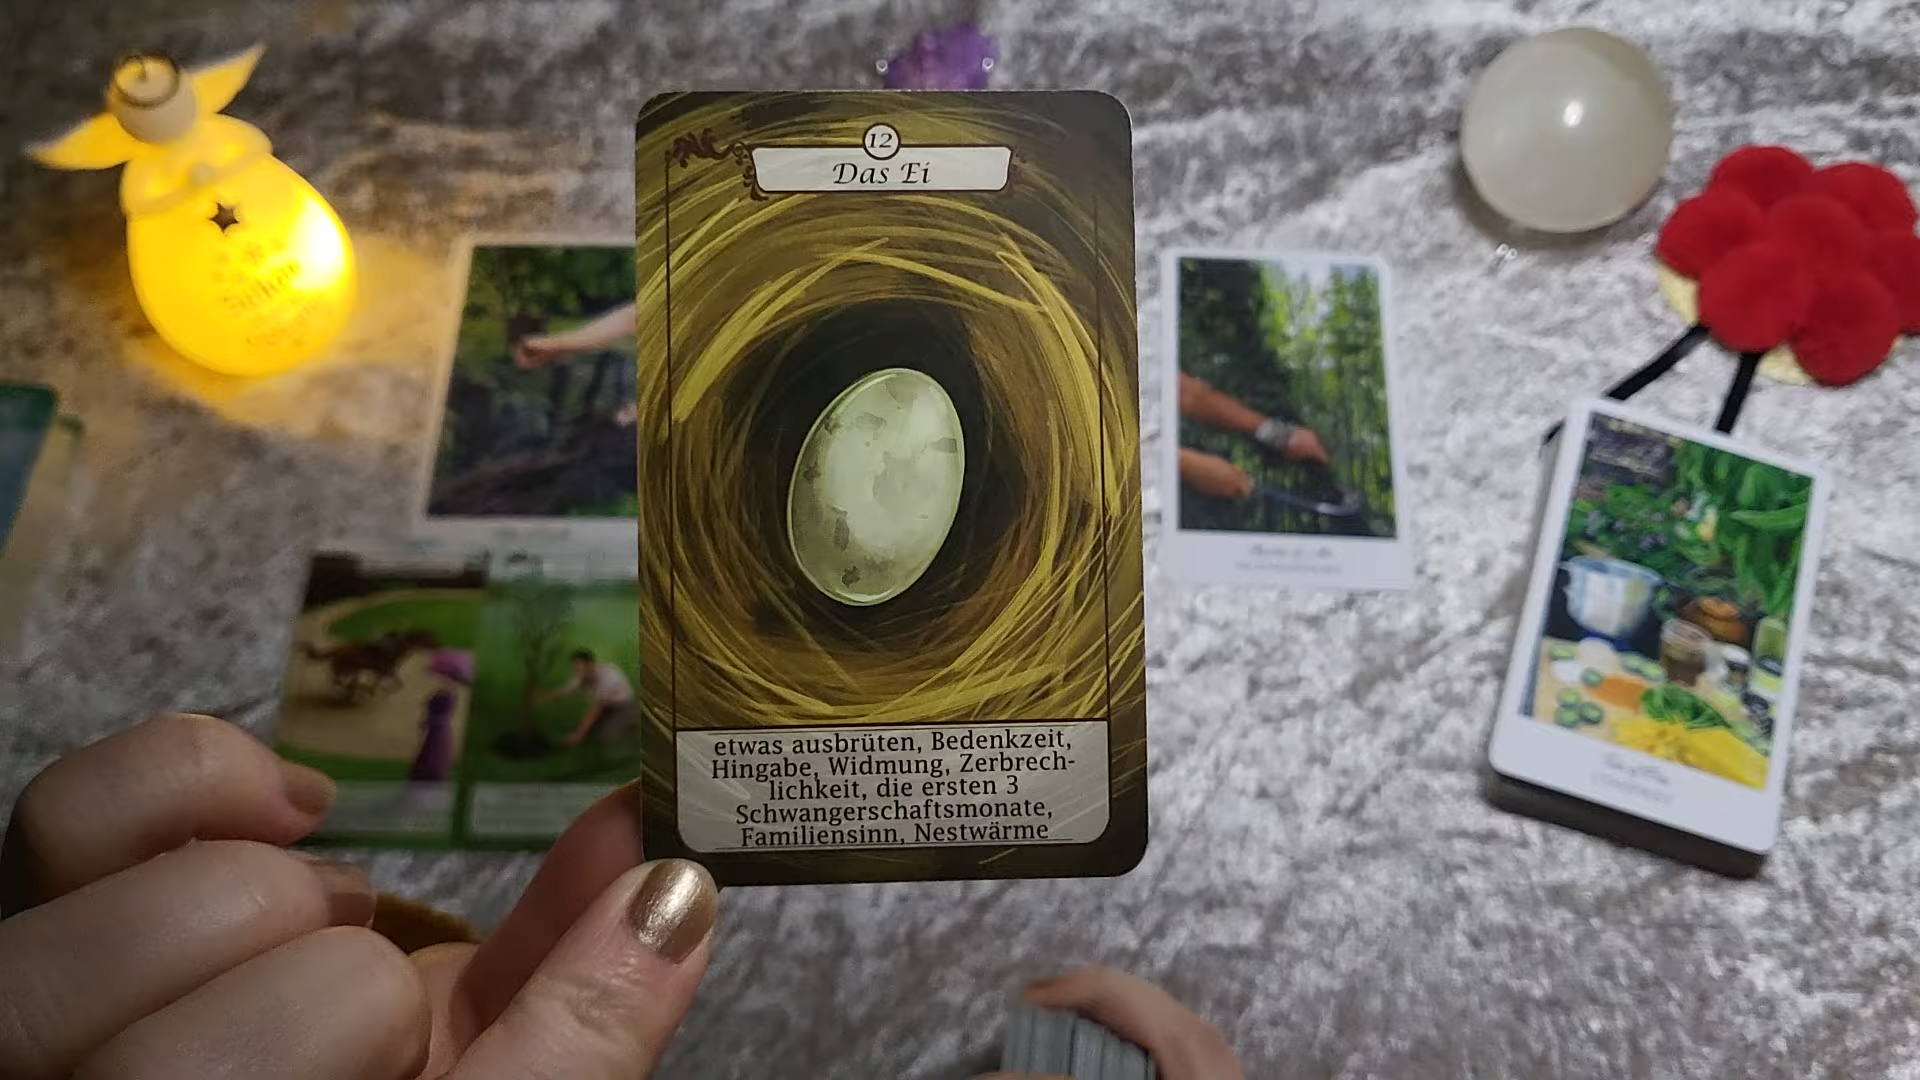 12
Das Ei
etwas ausbrüten, Bedenkzeit,
Hingabe, Widmung, Zerbrech-
lichkeit, die ersten 3
Schwangerschaftsmonate,
Familiensinn, Nestwärme